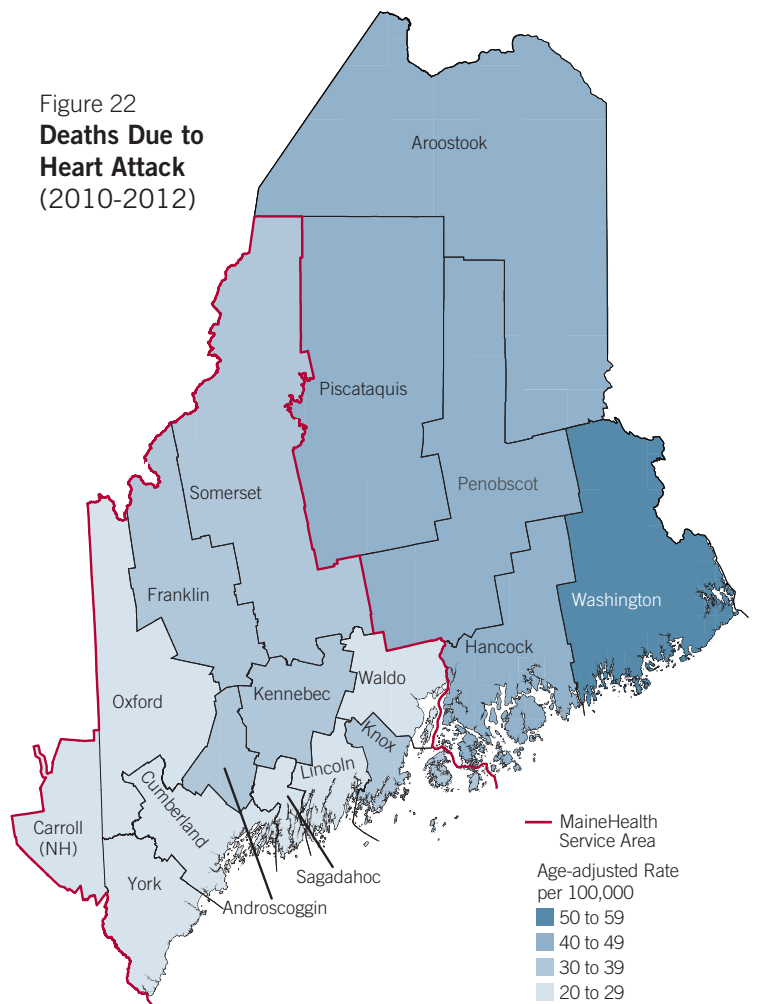 Figure 22
Deaths Due to
Heart Attack
(2010-2012)
Aroostook
Piscataquis
Somerset
Penobscot
Franklin
Washington
Hancock
Oxford
Kennebec
Waldo
Knox
Lincoln
Cumberland
Carroll
(NH)
York
Sagadahoc
Androscoggin
MaineHealth
Service Area
Age-adjusted Rate
per 100,000
50 to 59
40 to 49
30 to 39
20 to 29